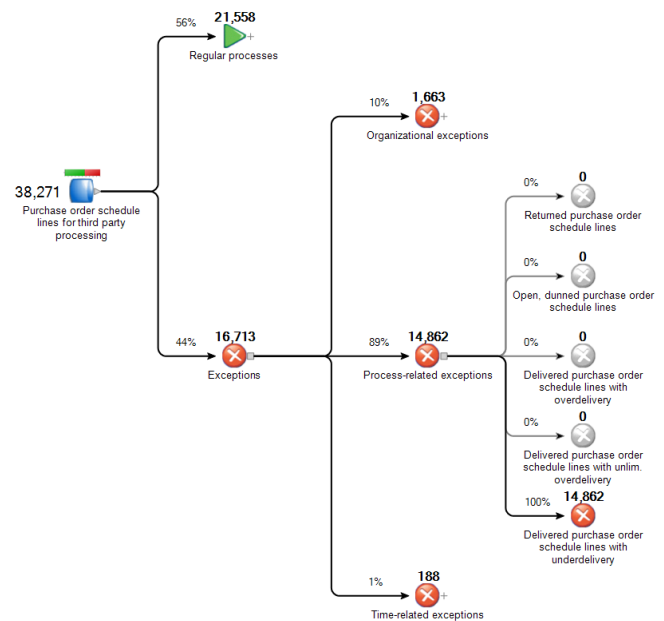 21,558
56%
Regular processes
1,663
10%
Organizational exceptions
38,271
Purchase order schedule
lines for third party
processing
0
0%
Returned purchase order
schedule lines
0
0%
Open, dunned purchase order
schedule lines
16,713
44%
Exceptions
14,862
89%
Process-related exceptions
0
0%
Delivered purchase order
schedule lines with
overdelivery
0
0%
Delivered purchase order
schedule lines with unlim.
overdelivery
14,862
100%
Delivered purchase order
schedule lines with
underdelivery
188
1%
Time-related exceptions